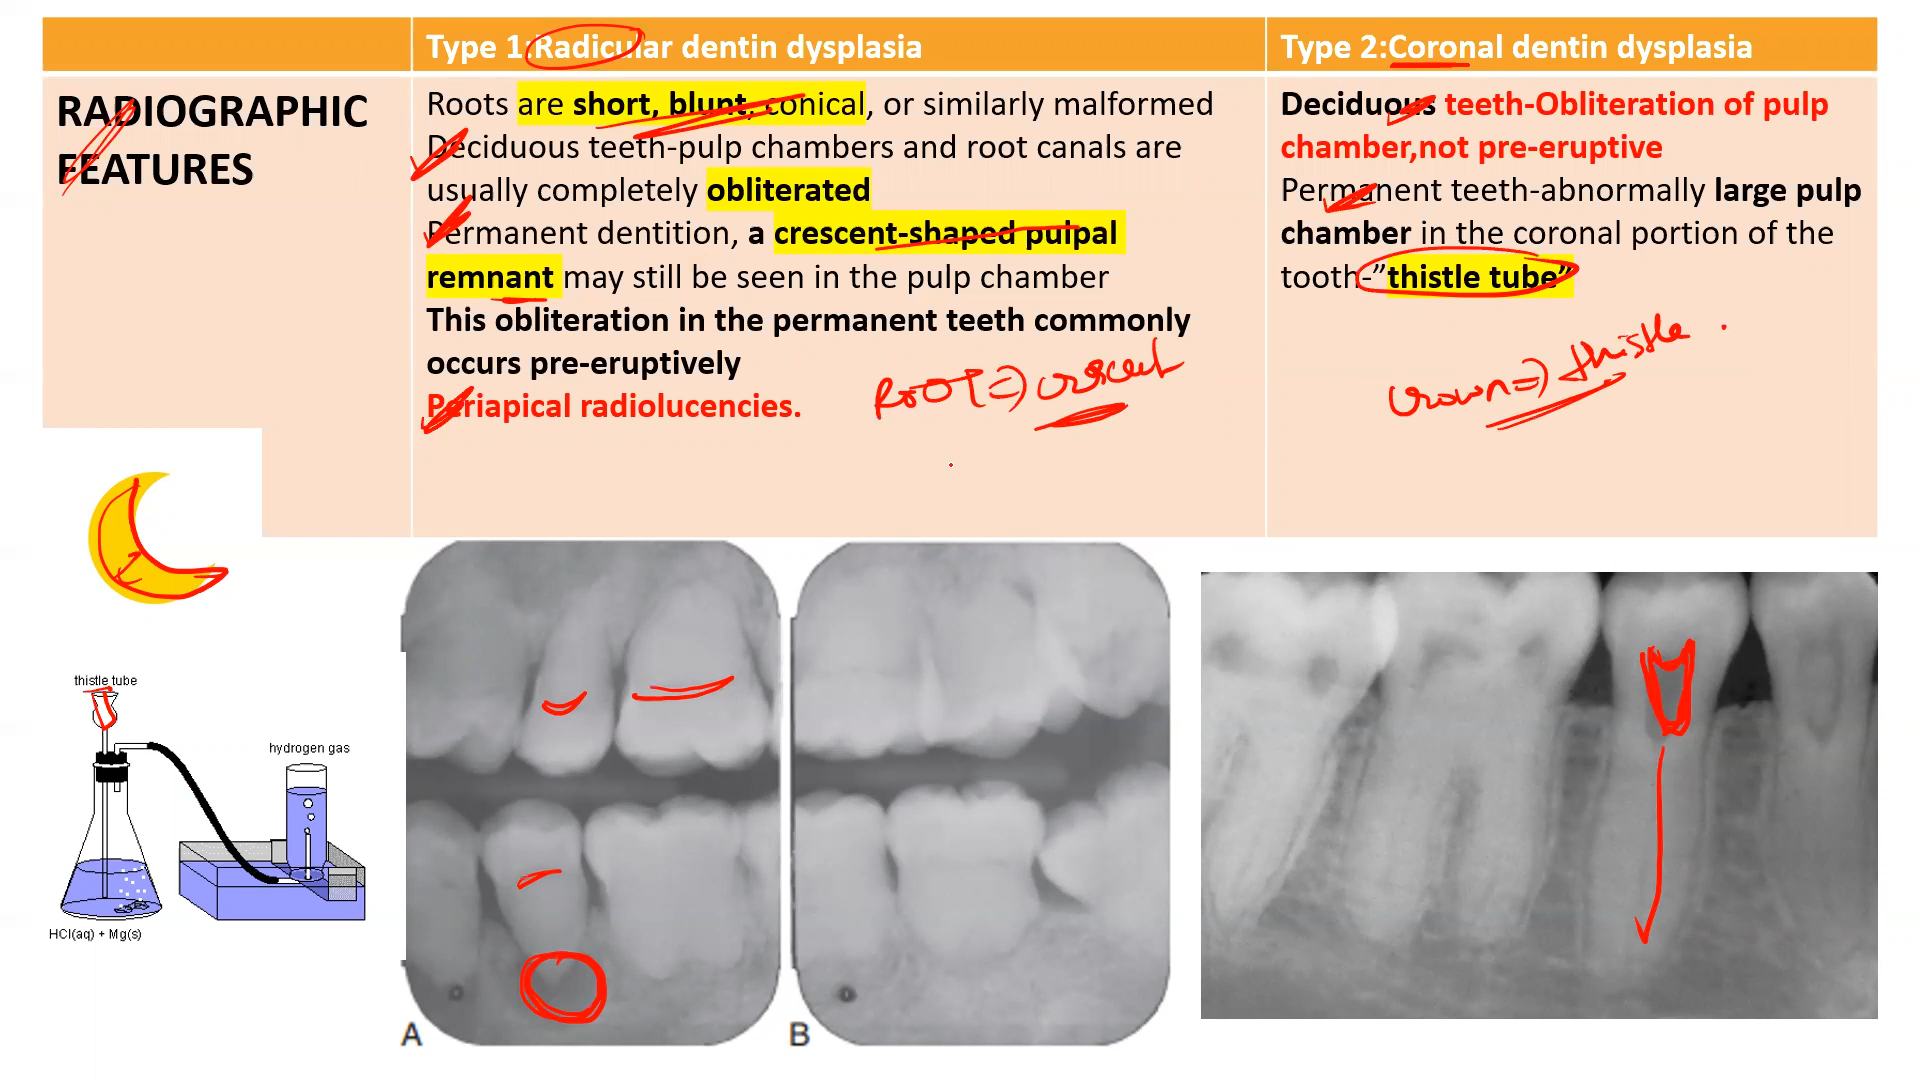 Type 1:Radicular dentin dysplasia
Type 2:Coronal dentin dysplasia
RADIOGRAPHIC
FEATURES
Roots are short, blunt, conical, or similarly malformed
Deciduous teeth-pulp chambers and root canals are
usually completely obliterated
Permanent dentition, a crescent-shaped pulpal
remnant may still be seen in the pulp chamber
This obliteration in the permanent teeth commonly
occurs pre-eruptively
Periapical radiolucencies.
ROOT => crescent
Deciduous teeth-Obliteration of pulp
chamber,not pre-eruptive
Permanent teeth-abnormally large pulp
chamber in the coronal portion of the
tooth-”thistle tube”
Crown => thistle
thistle tube
hydrogen gas
HCl(aq) + Mg(s)
A
B